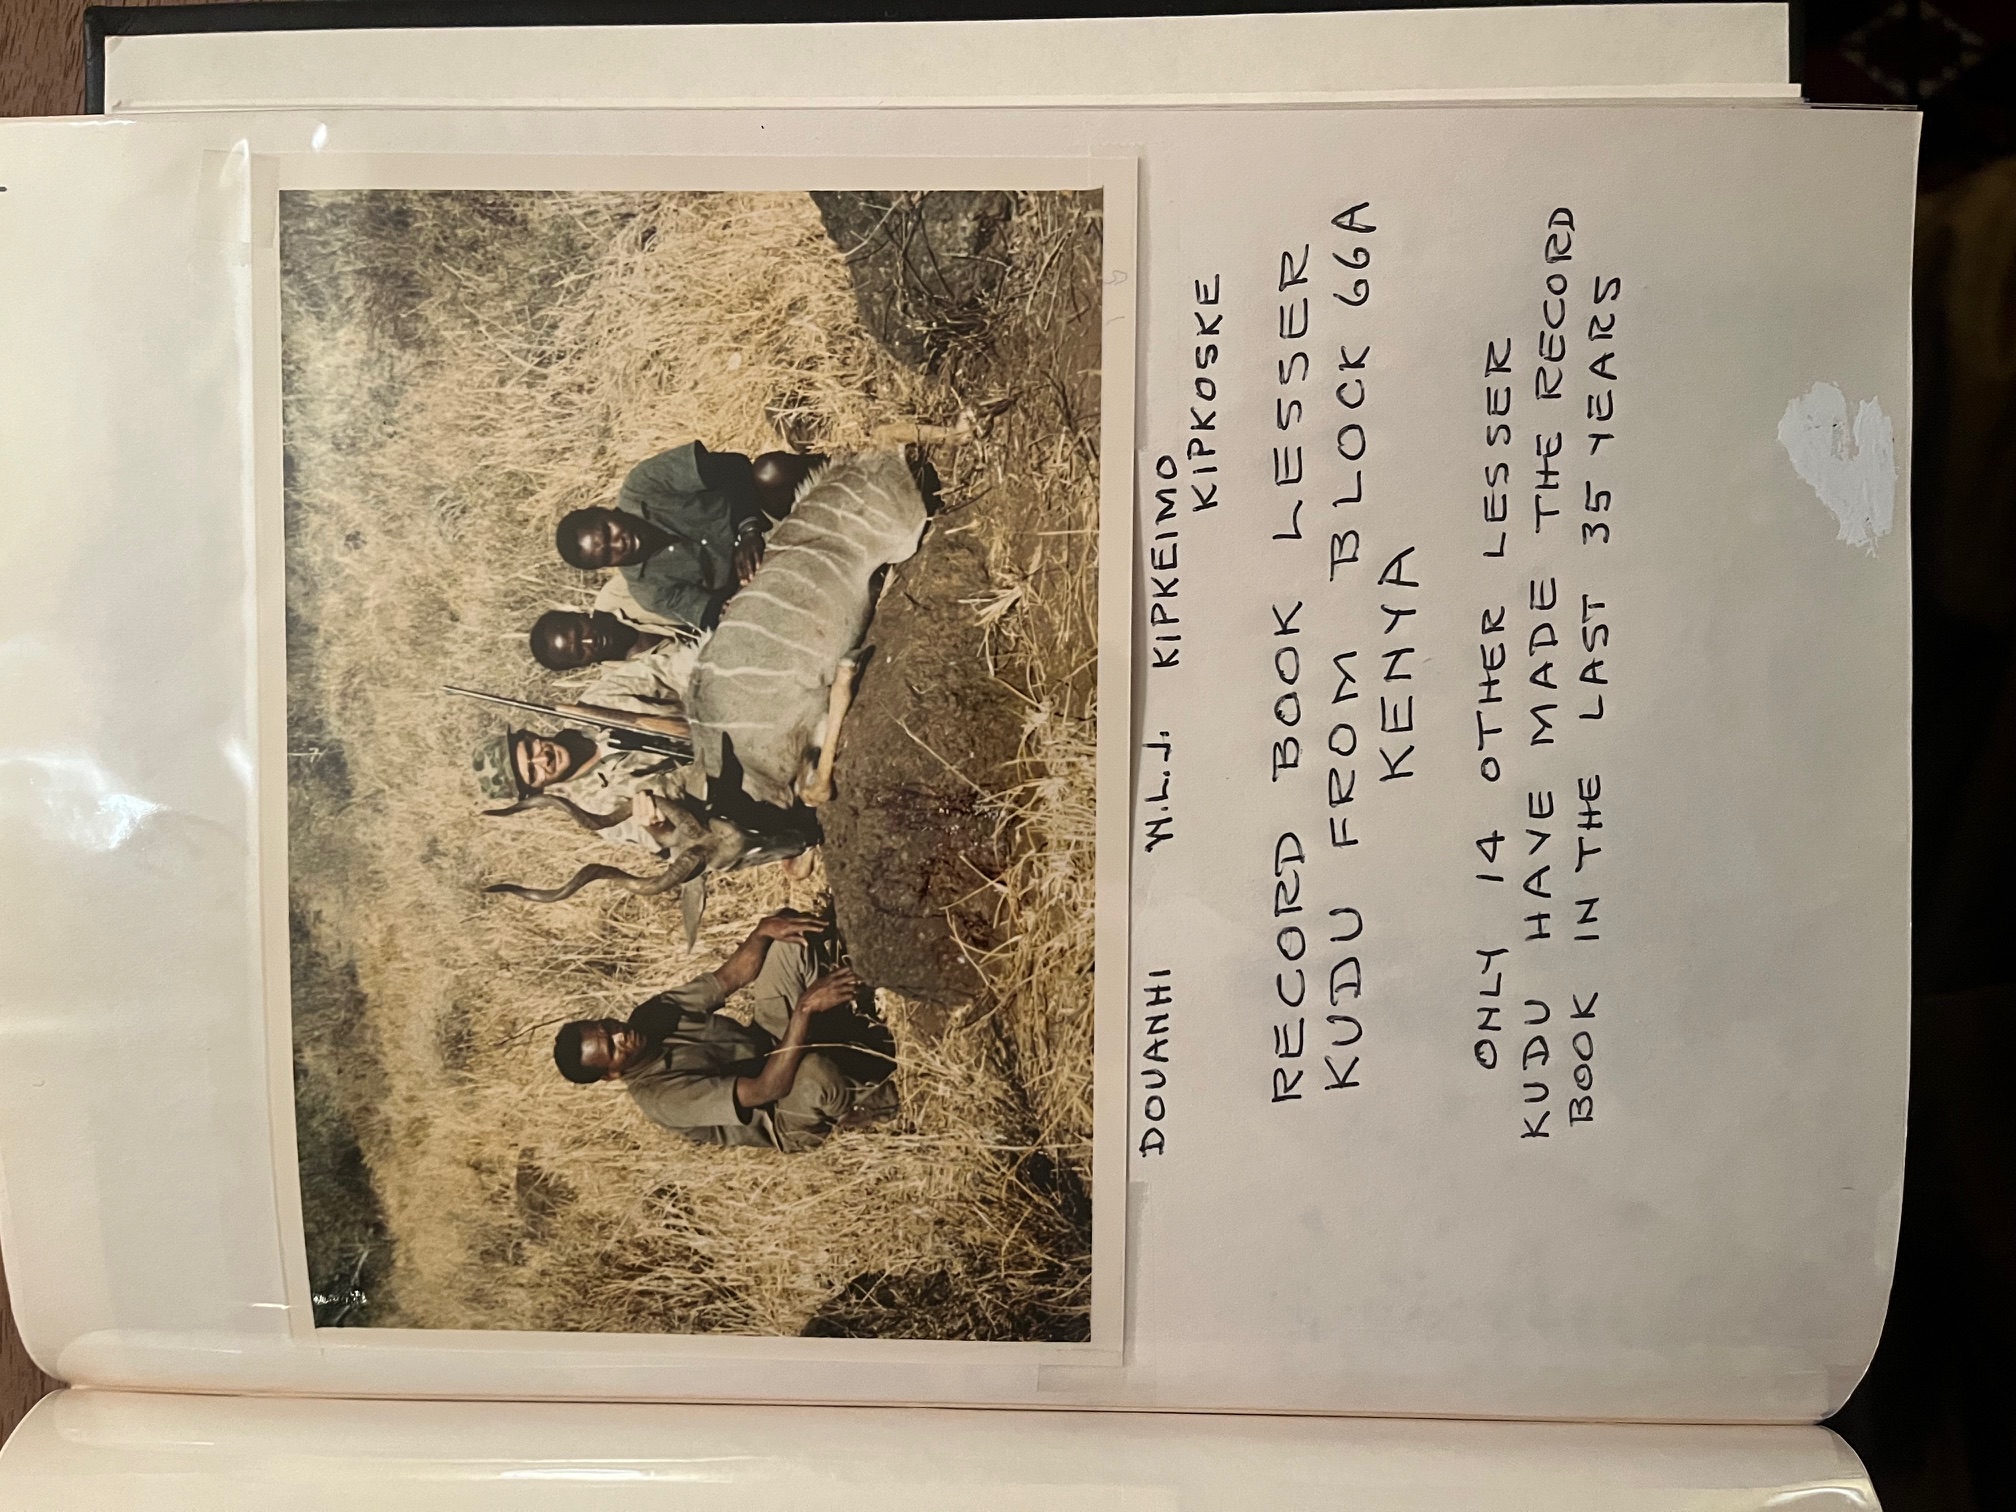 DOUANHI W.L.J. KIPKEIMO
KIPKOSKE
RECORD BOOK LESSER
KUDU FROM BLOCK 66A
KENYA
ONLY 14 OTHER LESSER
KUDU HAVE MADE THE RECORD
BOOK IN THE LAST 35 YEARS